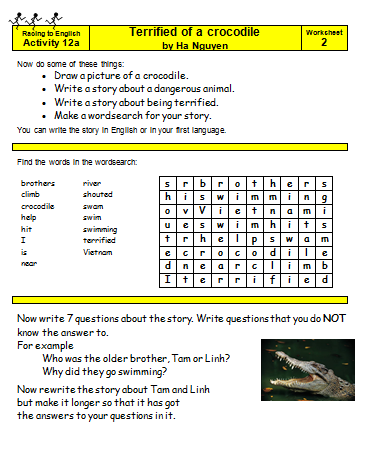 Racing to English
Activity 12a
Terrified of a crocodile
by Ha Nguyen
Worksheet
2
Now do some of these things:
• Draw a picture of a crocodile.
• Write a story about a dangerous animal.
• Write a story about being terrified.
• Make a wordsearch for your story.
You can write the story in English or in your first language.
Find the words in the wordsearch:
brothers
climb
crocodile
help
hit
I
is
near
river
shouted
swam
swim
swimming
terrified
Vietnam
s r b r o t h e r s
h i s w i m m i n g
o v V i e t n a m i
u e s w i m h i t s
t r h e l p s w a m
e c r o c o d i l e
d n e a r c l i m b
I t e r r i f i e d
Now write 7 questions about the story. Write questions that you do NOT
know the answer to.
For example
Who was the older brother, Tam or Linh?
Why did they go swimming?
Now rewrite the story about Tam and Linh
but make it longer so that it has got
the answers to your questions in it.